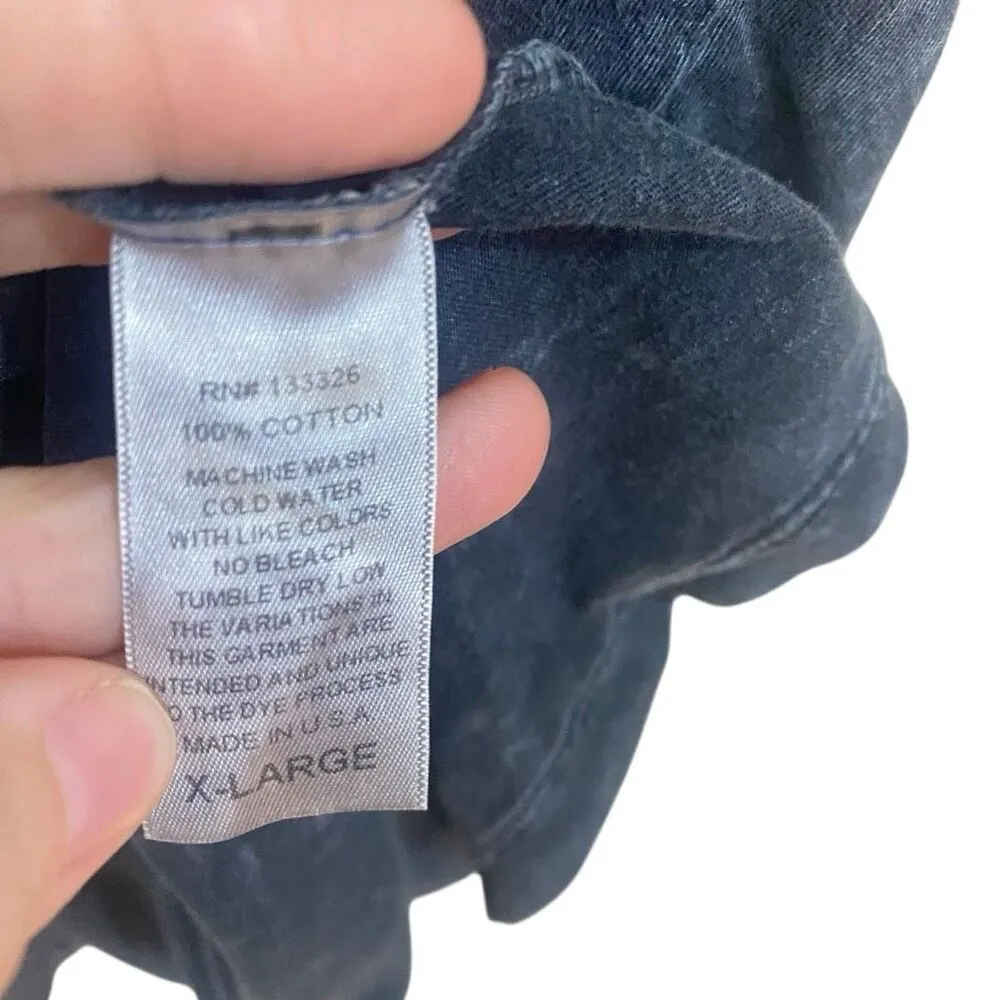 RN# 133326
100% COTTON
MACHINE WASH
COLD WATER
WITH LIKE COLORS
NO BLEACH
TUMBLE DRY LOW
THE VARIATIONS IN
THIS GARMENT ARE
INTENDED AND UNIQUE
O THE DYE PROCESS
MADE IN U.S.A.
X-LARGE